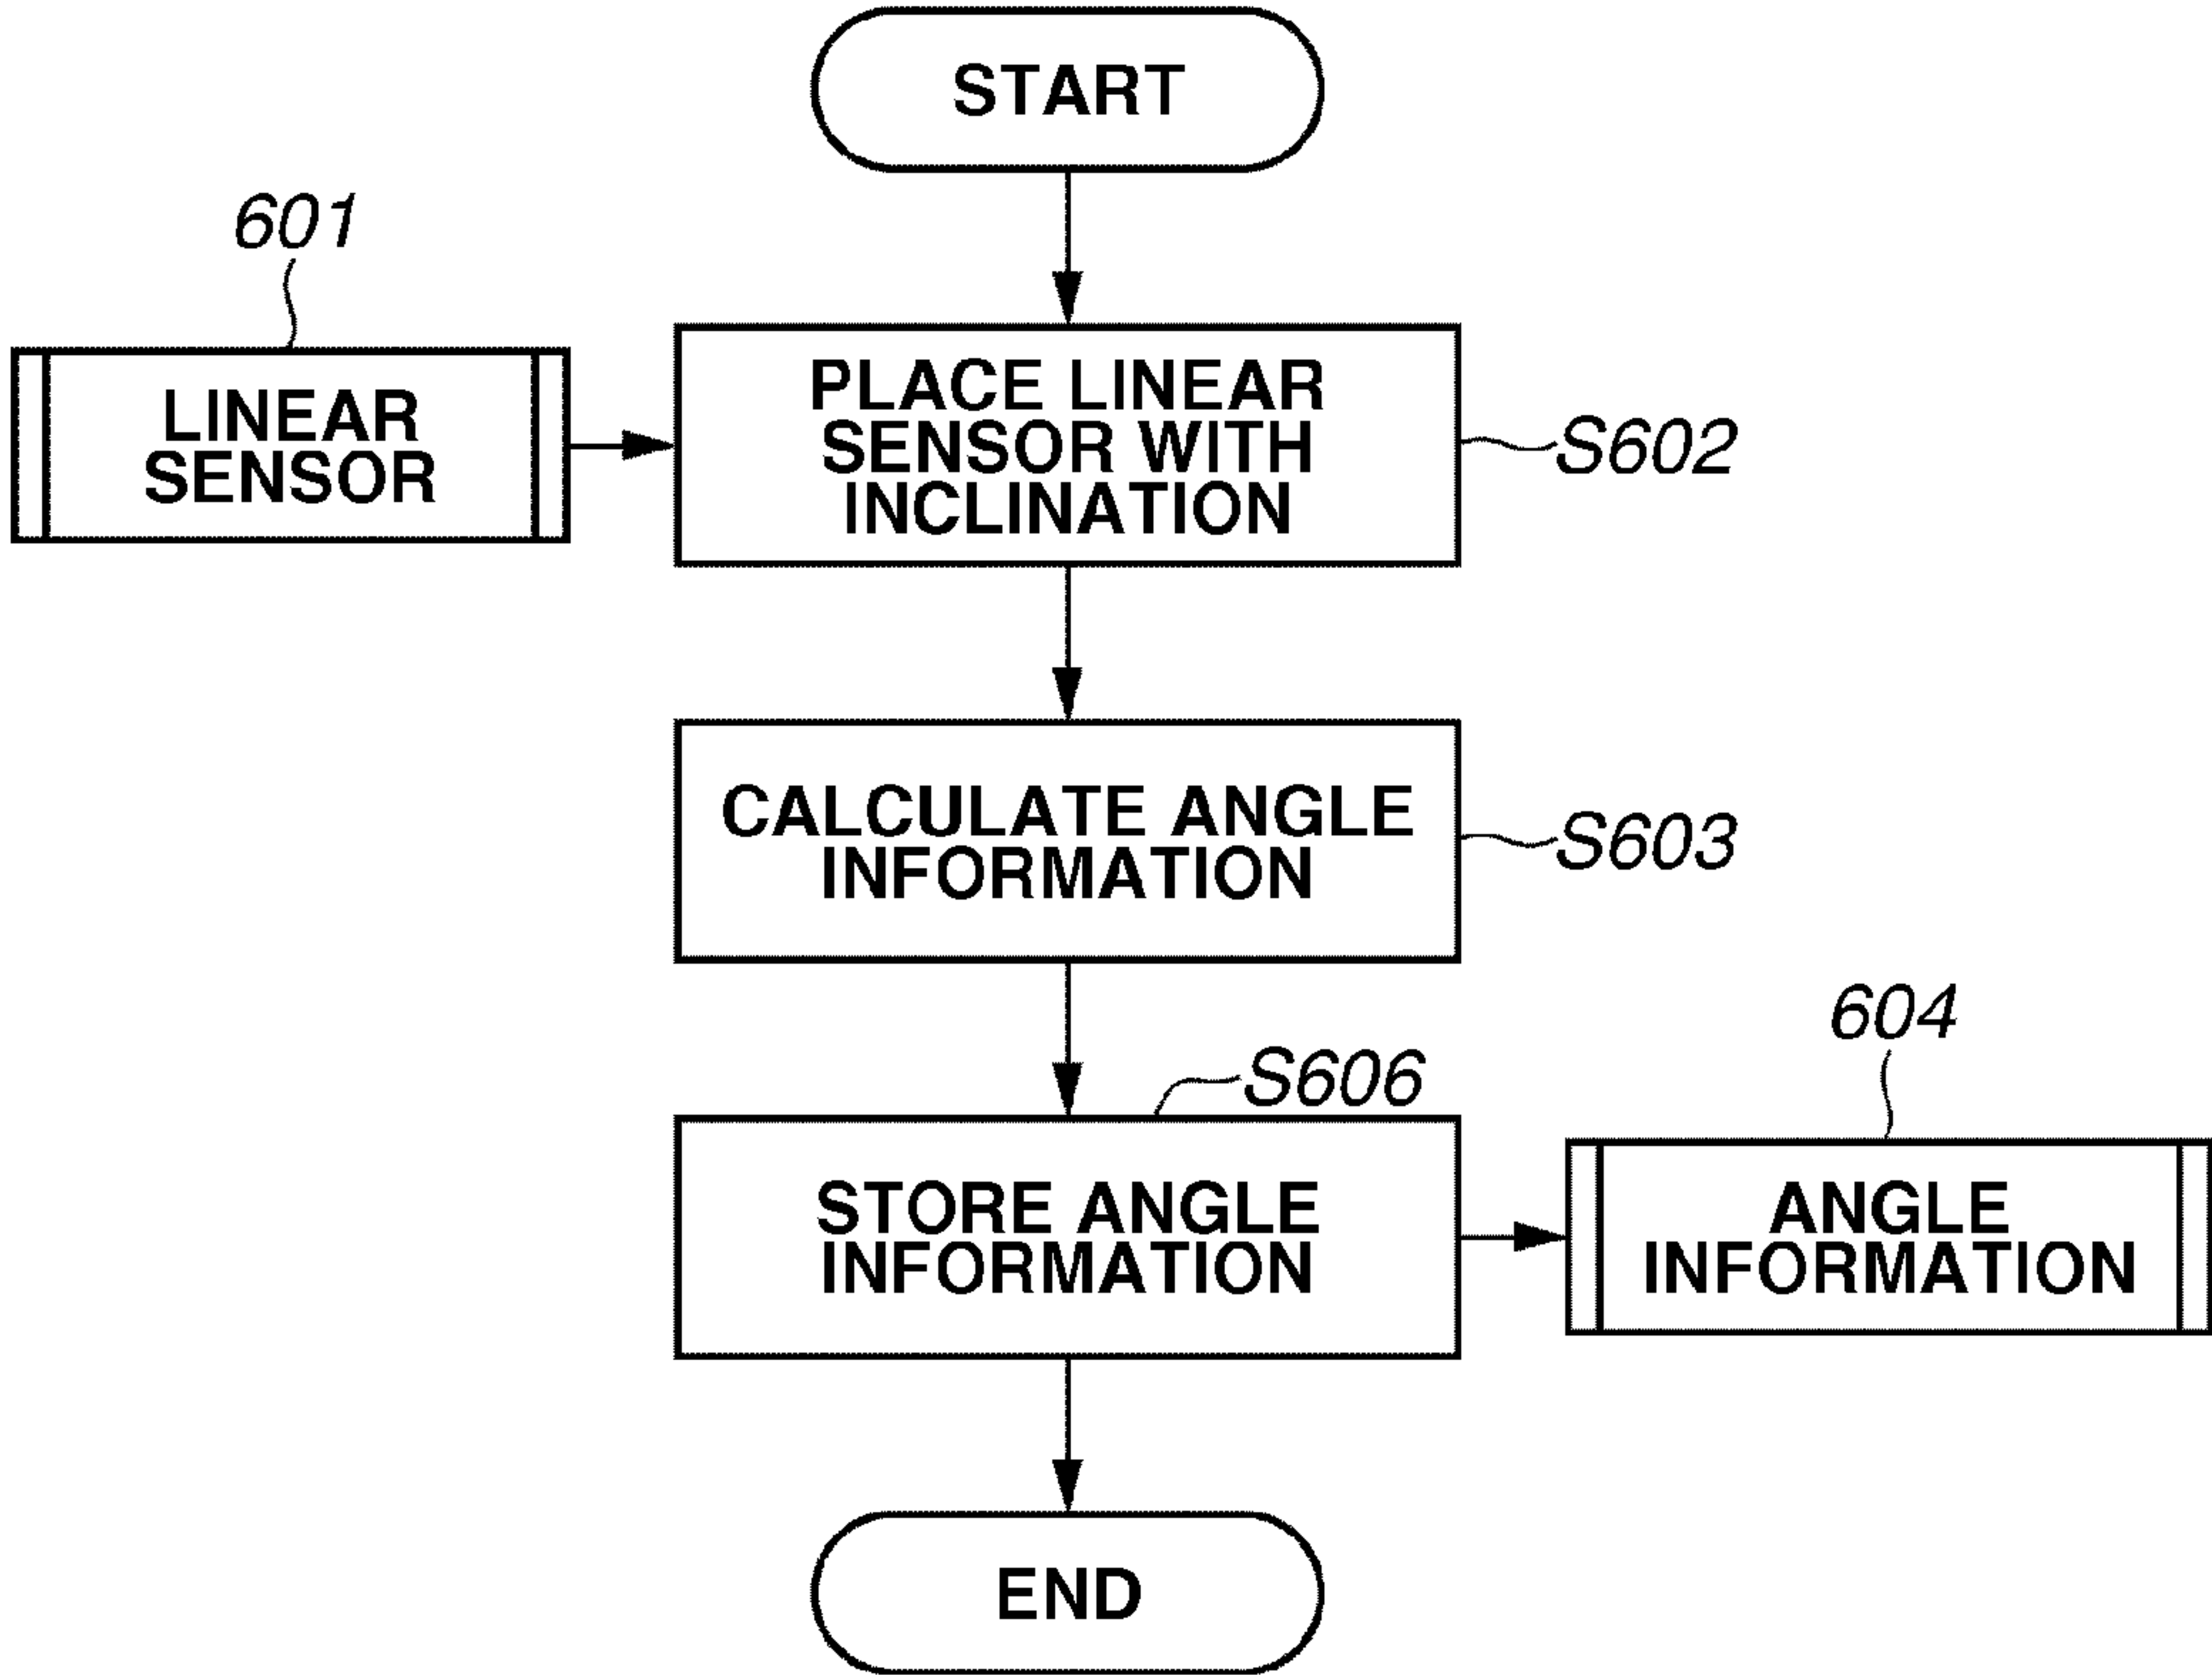 START
601
LINEAR
SENSOR
PLACE LINEAR
SENSOR WITH
INCLINATION
S602
CALCULATE ANGLE
INFORMATION
S603
S606
STORE ANGLE
INFORMATION
604
ANGLE
INFORMATION
END